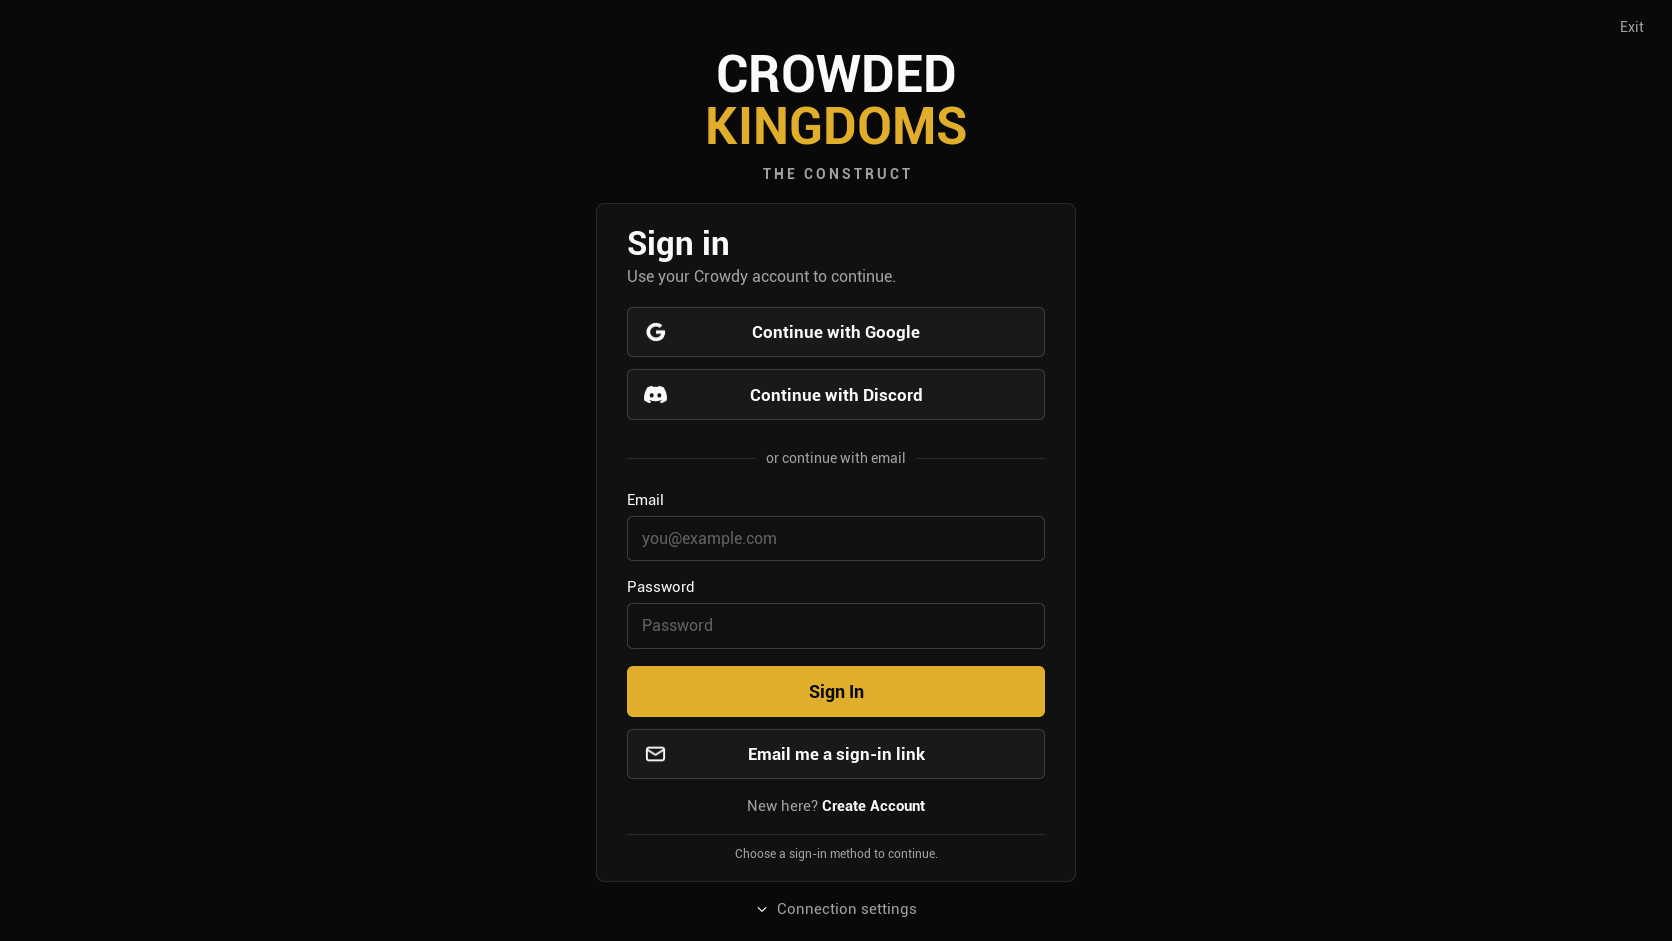 Exit
CROWDED
KINGDOMS
THE CONSTRUCT
Sign in
Use your Crowdy account to continue.
Continue with Google
Continue with Discord
or continue with email
Email
you@example.com
Password
Password
Sign In
Email me a sign-in link
New here? Create Account
Choose a sign-in method to continue.
Connection settings